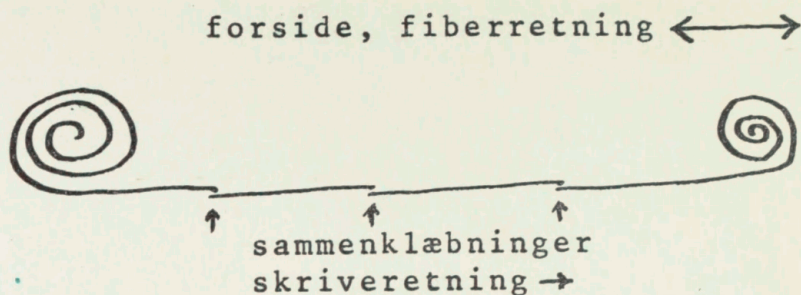 forside, fiberretning ↔
sammenklæbninger
skriveretning →